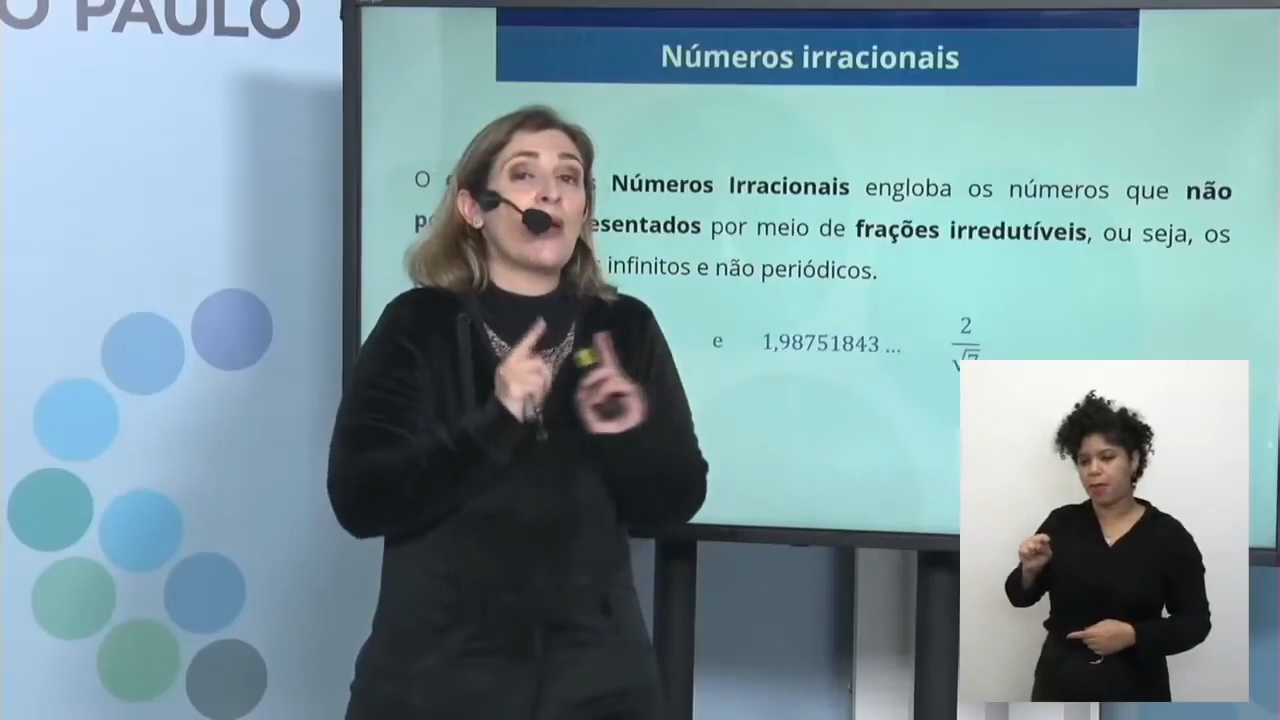 O PAULO
Números irracionais
O Números Irracionais engloba os números que não
por meio de frações irredutíveis, ou seja, os
infinitos e não periódicos.
e 1,98751843 ... 2